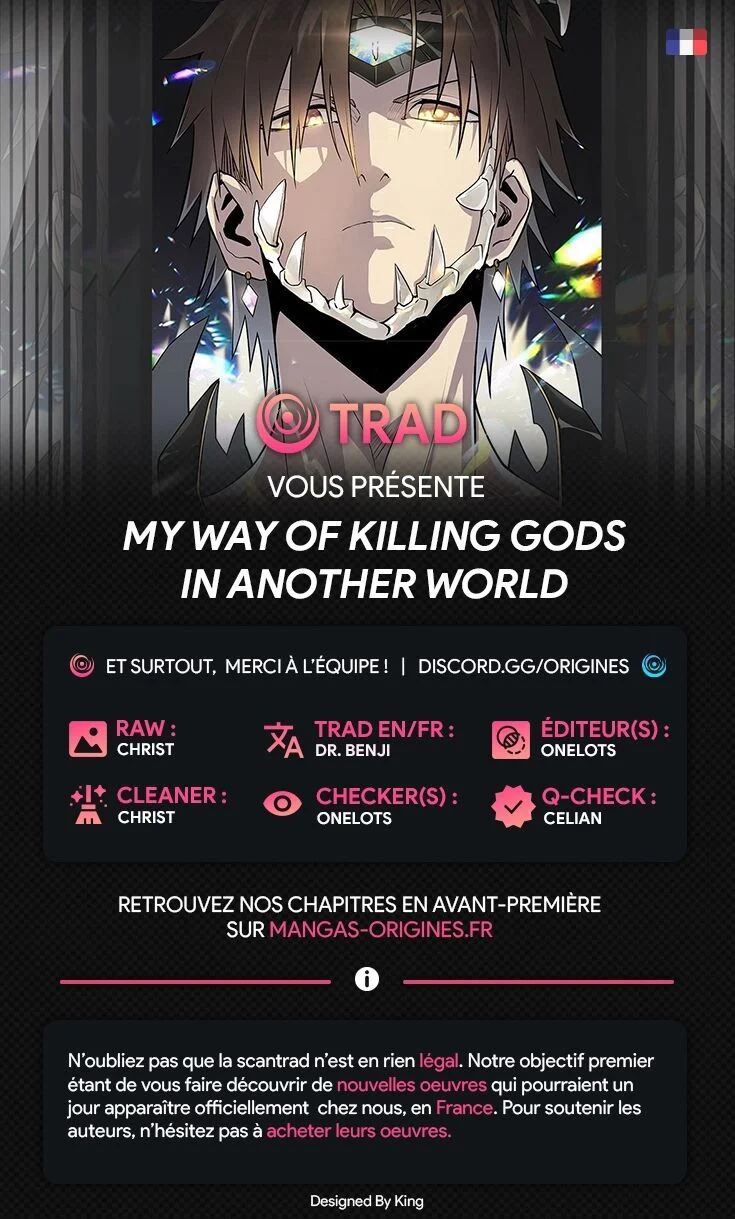 TRAD
VOUS PRÉSENTE
MY WAY OF KILLING GODS
IN ANOTHER WORLD
ET SURTOUT, MERCI À L'ÉQUIPE ! | DISCORD.GG/ORIGINES
RAW : TRAD EN/FR : ÉDITEUR(S) :
CHRIST DR. BENJI ONELOTS
CLEANER : CHECKER(S) : Q-CHECK :
CHRIST ONELOTS CELIAN
RETROUVEZ NOS CHAPITRES EN AVANT-PREMIÈRE
SUR MANGAS-ORIGINES.FR
N'oubliez pas que la scantrad n'est en rien légal. Notre objectif premier
étant de vous faire découvrir de nouvelles oeuvres qui pourraient un
jour apparaître officiellement chez nous, en France. Pour soutenir les
auteurs, n'hésitez pas à acheter leurs oeuvres.
Designed By King